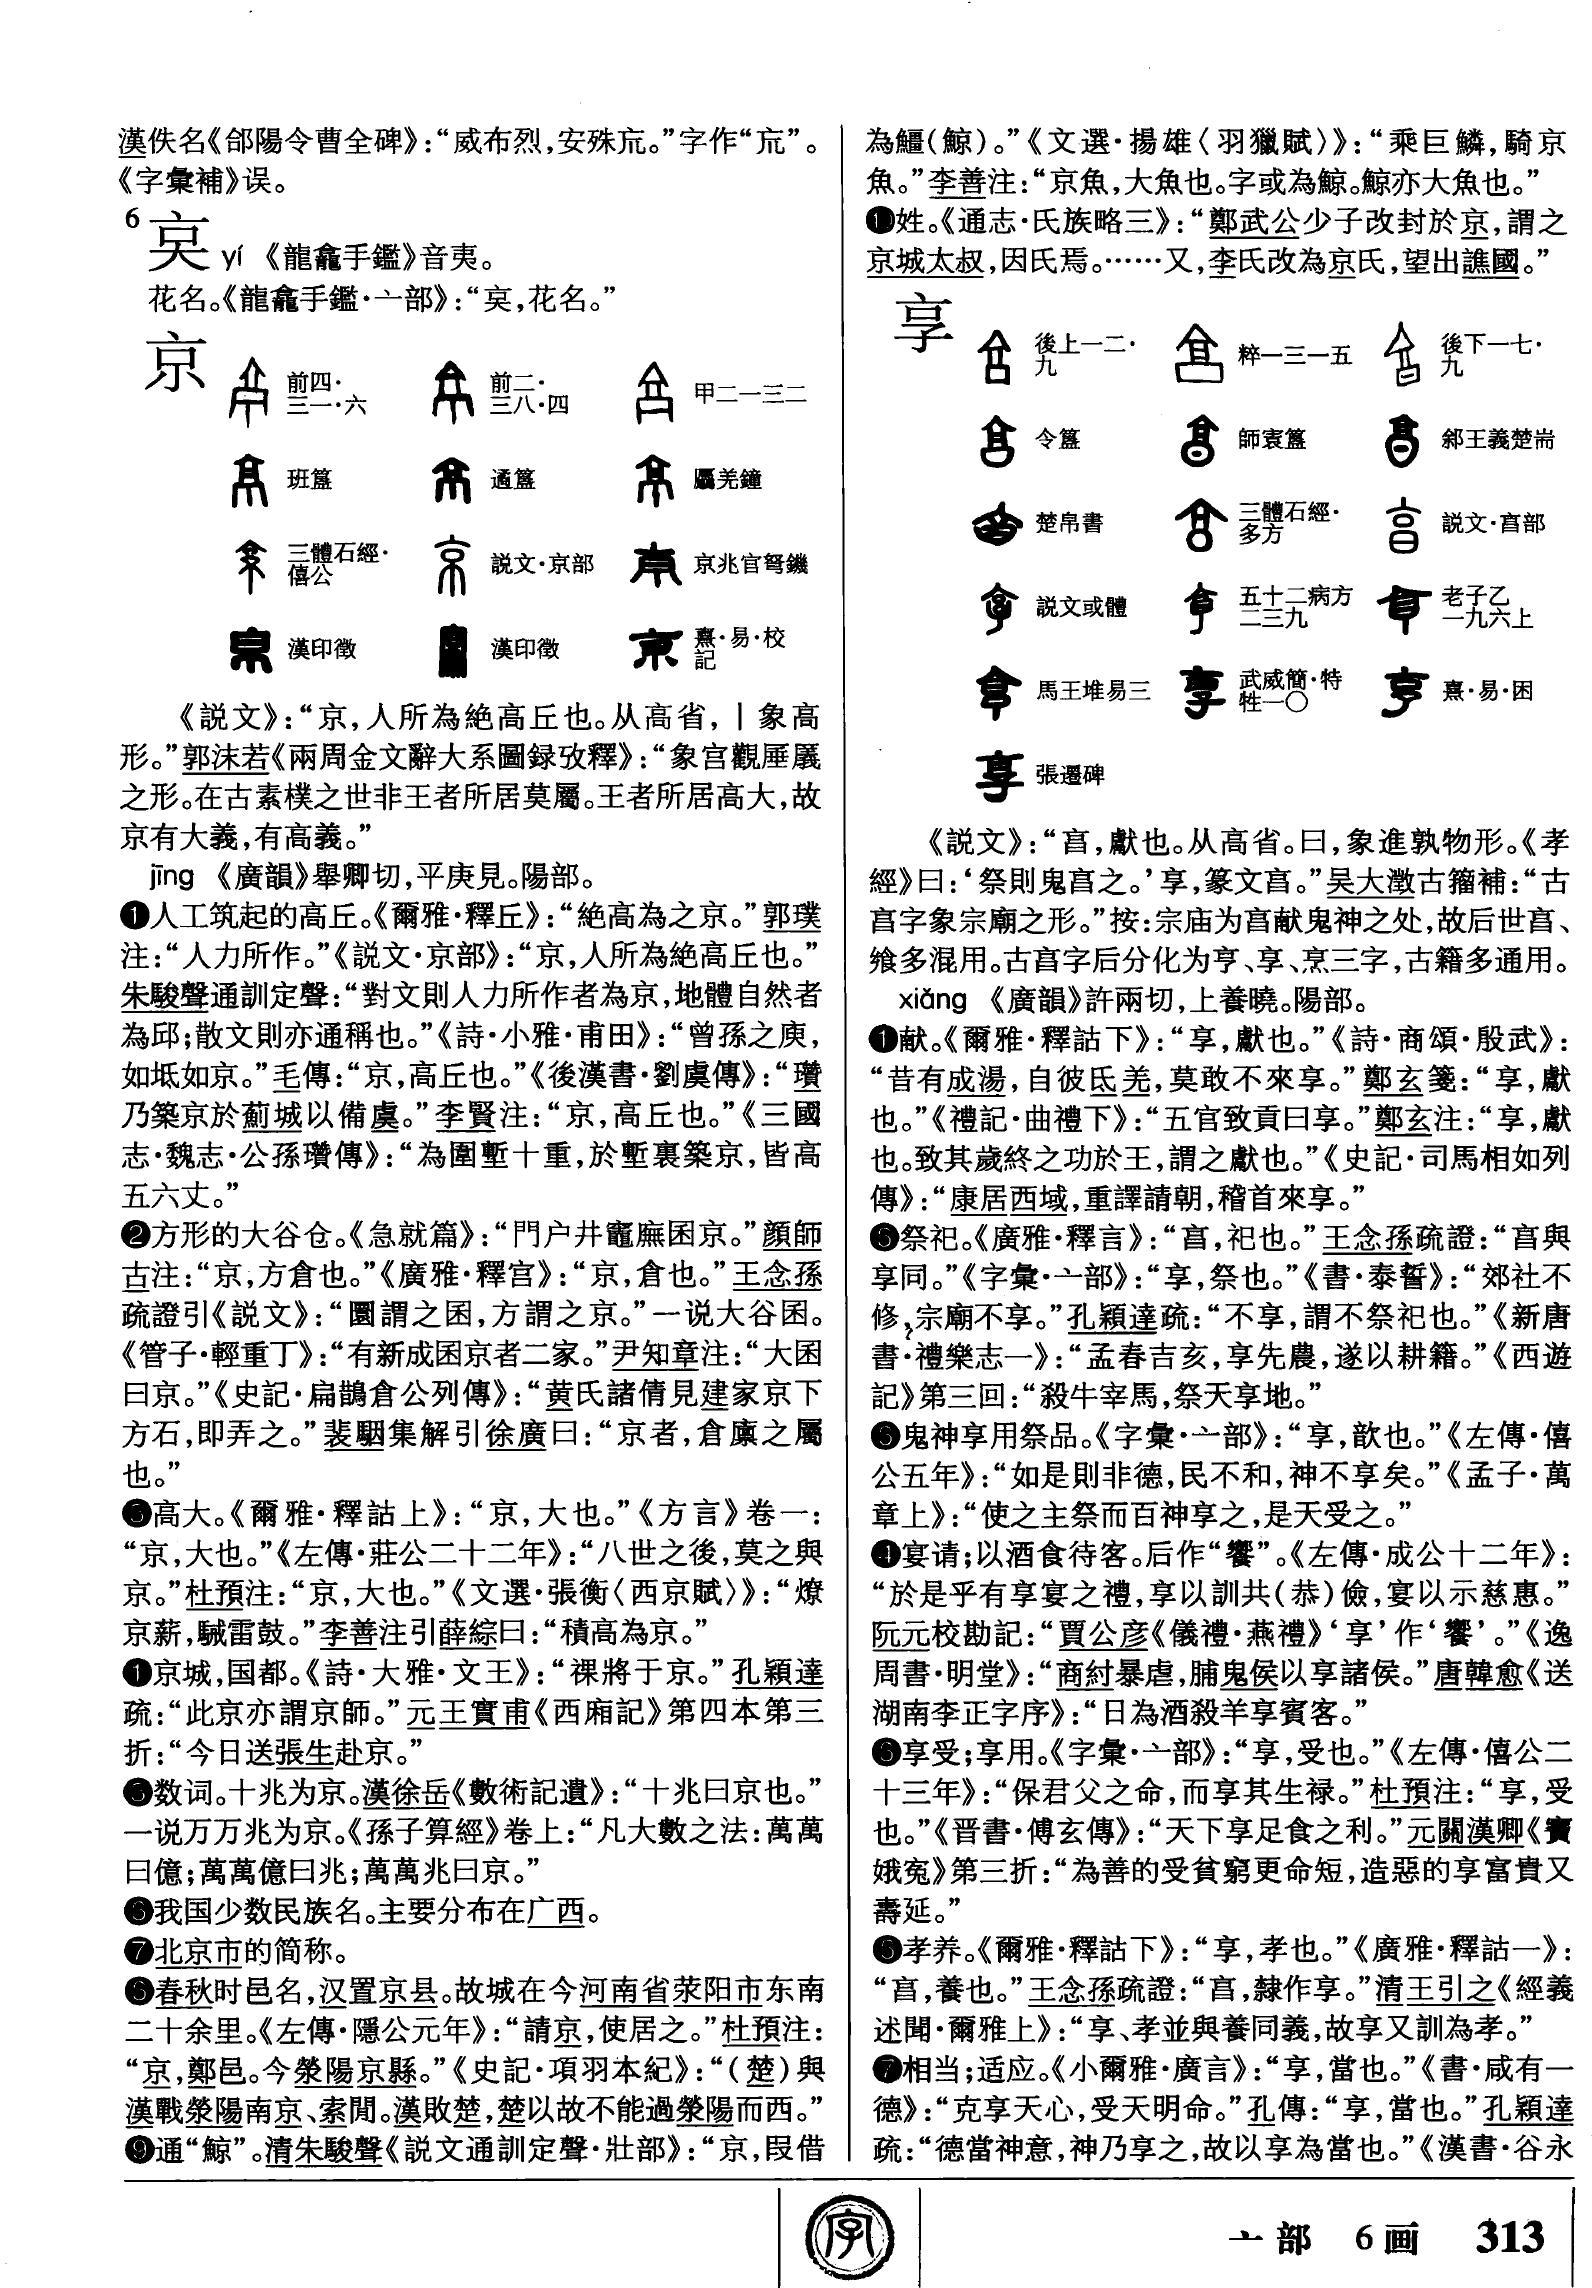 漢佚名《郃陽令曹全碑》：“威布烈，安殊巟。”字作“巟”。
《字彙補》误。
6
㐌 yí 《龍龕手鑑》音夷。
花名。《龍龕手鑑·亠部》：“，花名。”
京
前四·三一·六 前二·三八·四 甲二一三二
班簋 遹簋 驫羌鐘
三體石經·僖公 説文·京部 京兆官弩鐖
漢印徵 漢印徵 熹·易·校記
《説文》：“京，人所為絶高丘也。从高省，丨象高
形。”郭沫若《兩周金文辭大系圖録攷釋》：“象宫觀厜㕒
之形。在古素樸之世非王者所居莫屬。王者所居高大，故
京有大義，有高義。”
jīng 《廣韻》舉卿切，平庚見。陽部。
❶人工筑起的高丘。《爾雅·釋丘》：“絶高為之京。”郭璞
注：“人力所作。”《説文·京部》：“京，人所為絶高丘也。”
朱駿聲通訓定聲：“對文則人力所作者為京，地體自然者
為邱；散文則亦通稱也。”《詩·小雅·甫田》：“曾孫之庾，
如坻如京。”毛傳：“京，高丘也。”《後漢書·劉虞傳》：“瓚
乃築京於薊城以備虞。”李賢注：“京，高丘也。”《三國
志·魏志·公孫瓚傳》：“為圍塹十重，於塹裏築京，皆高
五六丈。”
❷方形的大谷仓。《急就篇》：“門户井竈廡囷京。”顔師
古注：“京，方倉也。”《廣雅·釋宫》：“京，倉也。”王念孫
疏證引《説文》：“圜謂之囷，方謂之京。”一说大谷囷。
《管子·輕重丁》：“有新成囷京者二家。”尹知章注：“大囷
曰京。”《史記·扁鵲倉公列傳》：“黄氏諸倩見建家京下
方石，即弄之。”裴駰集解引徐廣曰：“京者，倉廪之屬
也。”
❸高大。《爾雅·釋詁上》：“京，大也。”《方言》卷一：
“京，大也。”《左傳·莊公二十二年》：“八世之後，莫之與
京。”杜預注：“京，大也。”《文選·張衡〈西京賦〉》：“燎
京薪，駴雷鼓。”李善注引薛綜曰：“積高為京。”
❹京城，国都。《詩·大雅·文王》：“祼將于京。”孔穎達
疏：“此京亦謂京師。”元王實甫《西廂記》第四本第三
折：“今日送張生赴京。”
❺数词。十兆为京。漢徐岳《數術記遺》：“十兆曰京也。”
一说万万兆为京。《孫子算經》卷上：“凡大數之法：萬萬
曰億；萬萬億曰兆；萬萬兆曰京。”
❻我国少数民族名。主要分布在广西。
❼北京市的简称。
❽春秋时邑名，汉置京县。故城在今河南省荥阳市东南
二十余里。《左傳·隱公元年》：“請京，使居之。”杜預注：
“京，鄭邑。今滎陽京縣。”《史記·項羽本紀》：“（楚）與
漢戰滎陽南京、索閒。漢敗楚，楚以故不能過滎陽而西。”
❾通“鯨”。清朱駿聲《説文通訓定聲·壯部》：“京，叚借
為䲔（鯨）。”《文選·揚雄〈羽獵賦〉》：“乘巨鱗，騎京
魚。”李善注：“京魚，大魚也。字或為鯨。鯨亦大魚也。”
❿姓。《通志·氏族略三》：“鄭武公少子改封於京，謂之
京城太叔，因氏焉。……又，李氏改為京氏，望出譙國。”
享
後上一二·九 粹一三一五 後下一七·九
令簋 師寰簋 䣄王義楚耑
楚帛書 三體石經·多方 説文·亯部
説文或體 五十二病方二三九 老子乙一九六上
馬王堆易三 武威簡·特牲一〇 熹·易·困
張遷碑
《説文》：“亯，獻也。从高省。曰，象進孰物形。《孝
經》曰：‘祭則鬼亯之。’享，篆文亯。”吴大澂古籀補：“古
亯字象宗廟之形。”按：宗庙为亯献鬼神之处，故后世亯、
飨多混用。古亯字后分化为亨、享、烹三字，古籍多通用。
xiǎng 《廣韻》許兩切，上養曉。陽部。
❶献。《爾雅·釋詁下》：“享，獻也。”《詩·商頌·殷武》：
“昔有成湯，自彼氐羌，莫敢不來享。”鄭玄箋：“享，獻
也。”《禮記·曲禮下》：“五官致貢曰享。”鄭玄注：“享，獻
也。致其歲終之功於王，謂之獻也。”《史記·司馬相如列
傳》：“康居西域，重譯請朝，稽首來享。”
❷祭祀。《廣雅·釋言》：“亯，祀也。”王念孫疏證：“亯與
享同。”《字彙·亠部》：“享，祭也。”《書·泰誓》：“郊社不
修，宗廟不享。”孔穎達疏：“不享，謂不祭祀也。”《新唐
書·禮樂志一》：“孟春吉亥，享先農，遂以耕籍。”《西遊
記》第三回：“殺牛宰馬，祭天享地。”
❸鬼神享用祭品。《字彙·亠部》：“享，歆也。”《左傳·僖
公五年》：“如是則非德，民不和，神不享矣。”《孟子·萬
章上》：“使之主祭而百神享之，是天受之。”
❹宴请；以酒食待客。后作“饗”。《左傳·成公十二年》：
“於是乎有享宴之禮，享以訓共（恭）儉，宴以示慈惠。”
阮元校勘記：“賈公彦《儀禮·燕禮》‘享’作‘饗’。”《逸
周書·明堂》：“商紂暴虐，脯鬼侯以享諸侯。”唐韓愈《送
湖南李正字序》：“日為酒殺羊享賓客。”
❺享受；享用。《字彙·亠部》：“享，受也。”《左傳·僖公二
十三年》：“保君父之命，而享其生禄。”杜預注：“享，受
也。”《晋書·傅玄傳》：“天下享足食之利。”元關漢卿《竇
娥冤》第三折：“為善的受貧窮更命短，造惡的享富貴又
壽延。”
❻孝养。《爾雅·釋詁下》：“享，孝也。”《廣雅·釋詁一》：
“亯，養也。”王念孫疏證：“亯，隸作享。”清王引之《經義
述聞·爾雅上》：“享、孝並與養同義，故享又訓為孝。”
❼相当；适应。《小爾雅·廣言》：“享，當也。”《書·咸有一
德》：“克享天心，受天明命。”孔傳：“享，當也。”孔穎達
疏：“德當神意，神乃享之，故以享為當也。”《漢書·谷永
字
亠部 6画 313